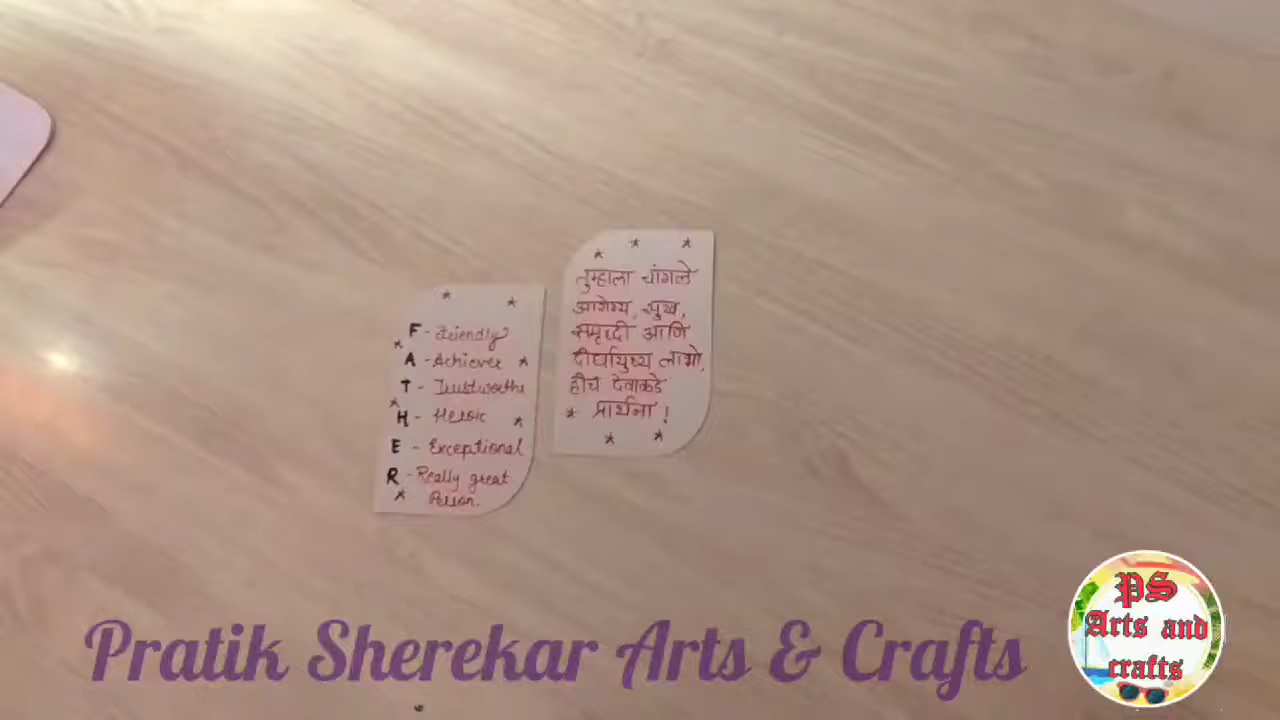 F - Friendly
A - Achiever
T - Trustworthy
H - Heroic
E - Exceptional
R - Really great
Person.
तुम्हाला चांगले
आरोग्य, सुख,
समृद्दी आणि
दीर्घायुष्य लाभो,
हीच देवाकडे
प्रार्थना !
Pratik Sherekar Arts & Crafts
PS
Arts and
crafts